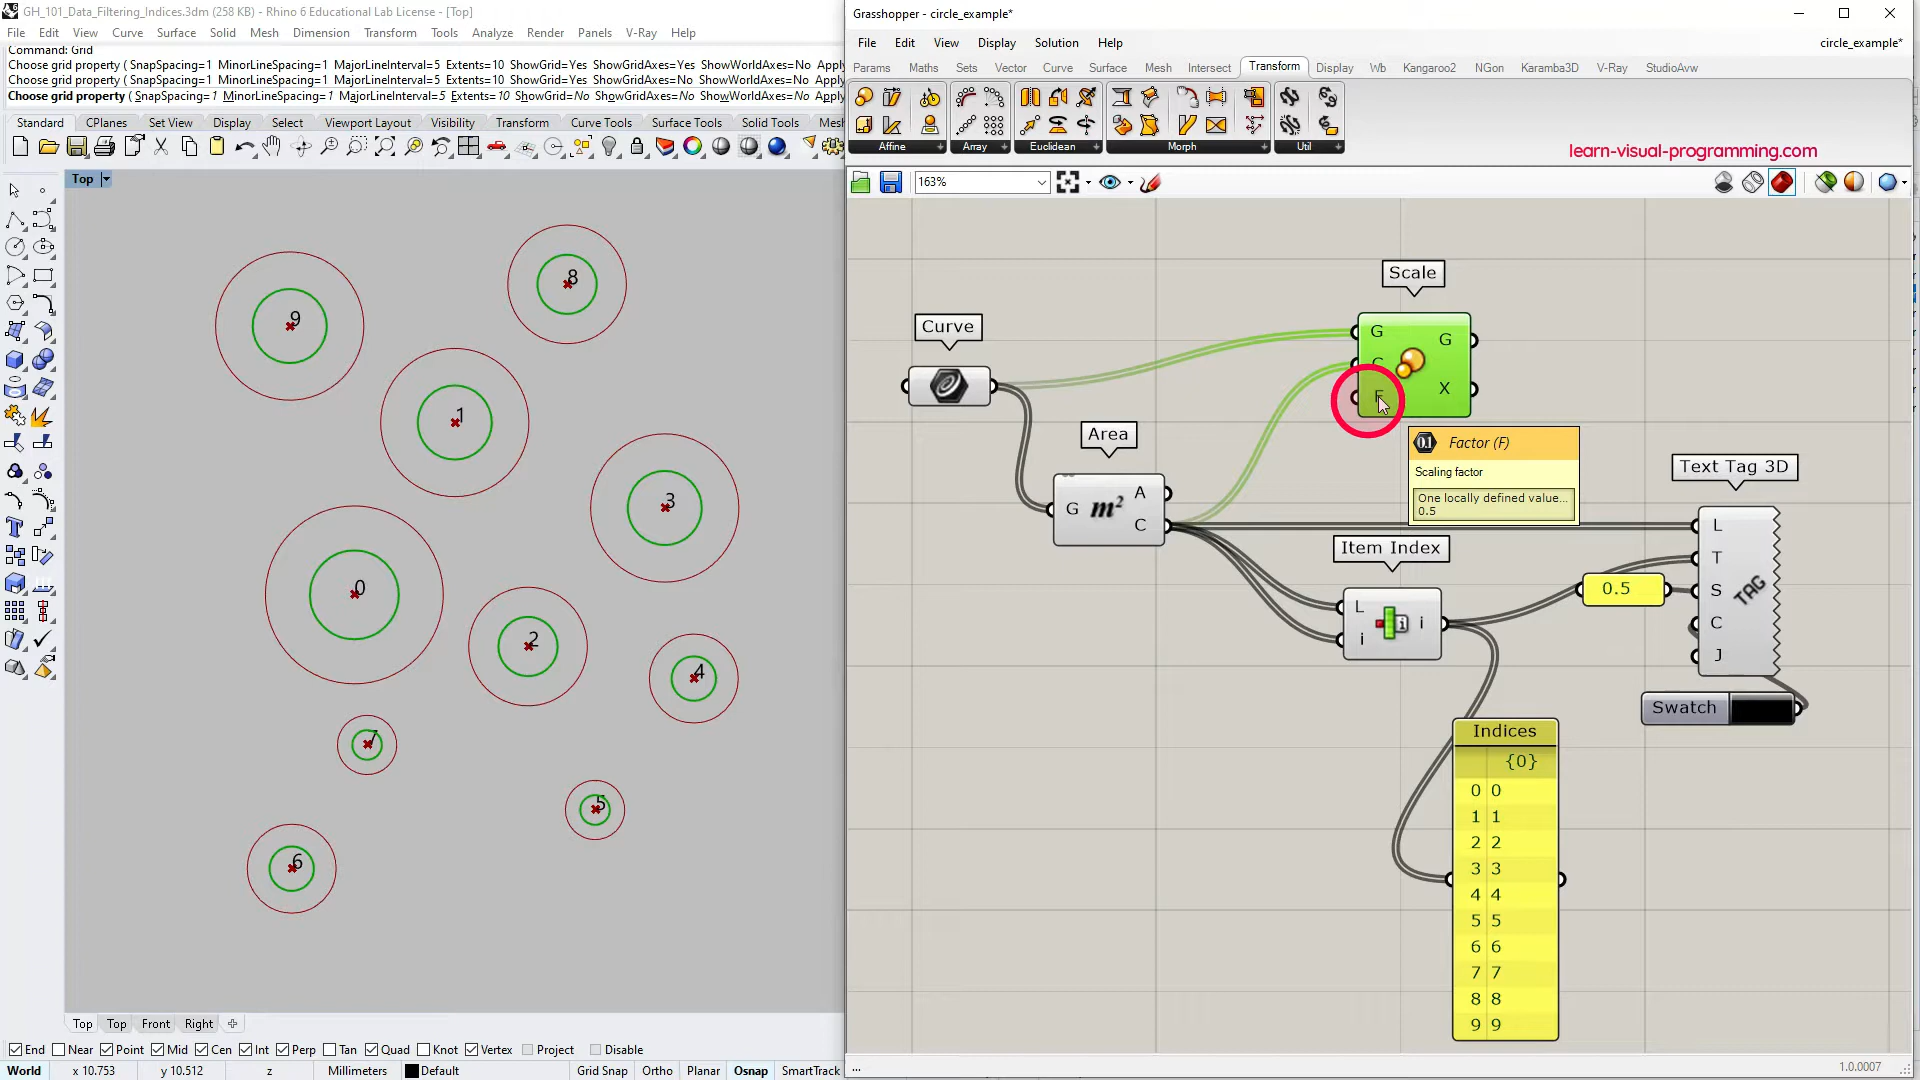 GH_101_Data_Filtering_Indices.3dm (258 KB) - Rhino 6 Educational Lab License - [Top]
File Edit View Curve Surface Solid Mesh Dimension Transform Tools Analyze Render Panels V-Ray Help
Command: Grid
Choose grid property ( SnapSpacing=1 MinorLineSpacing=1 MajorLineInterval=5 Extents=10 ShowGrid=Yes ShowGridAxes=Yes ShowWorldAxes=No Apply
Choose grid property ( SnapSpacing=1 MinorLineSpacing=1 MajorLineInterval=5 Extents=10 ShowGrid=Yes ShowGridAxes=No ShowWorldAxes=No Apply
Choose grid property ( SnapSpacing=1 MinorLineSpacing=1 MajorLineInterval=5 Extents=10 ShowGrid=No ShowGridAxes=No ShowWorldAxes=No Apply
Standard CPlanes Set View Display Select Viewport Layout Visibility Transform Curve Tools Surface Tools Solid Tools Mesh
Top
8
9
1
3
0
2
4
7
5
6
Top Top Front Right
End Near Point Mid Cen Int Perp Tan Quad Knot Vertex Project Disable
World x 10.753 y 10.512 z Millimeters Default Grid Snap Ortho Planar Osnap SmartTrack
Grasshopper - circle_example*
File Edit View Display Solution Help
circle_example*
Params Maths Sets Vector Curve Surface Mesh Intersect Transform Display Wb Kangaroo2 NGon Karamba3D V-Ray StudioAvw
Affine Array Euclidean Morph Util
learn-visual-programming.com
163%
Scale
G
C
F
G
X
Curve
Factor (F)
Scaling factor
One locally defined value...
0.5
Area
G m² A
C
Text Tag 3D
L
T
S
C
J
TAG
Item Index
L
i
i
0.5
Swatch
Indices
{0}
0 0
1 1
2 2
3 3
4 4
5 5
6 6
7 7
8 8
9 9
...
1.0.0007